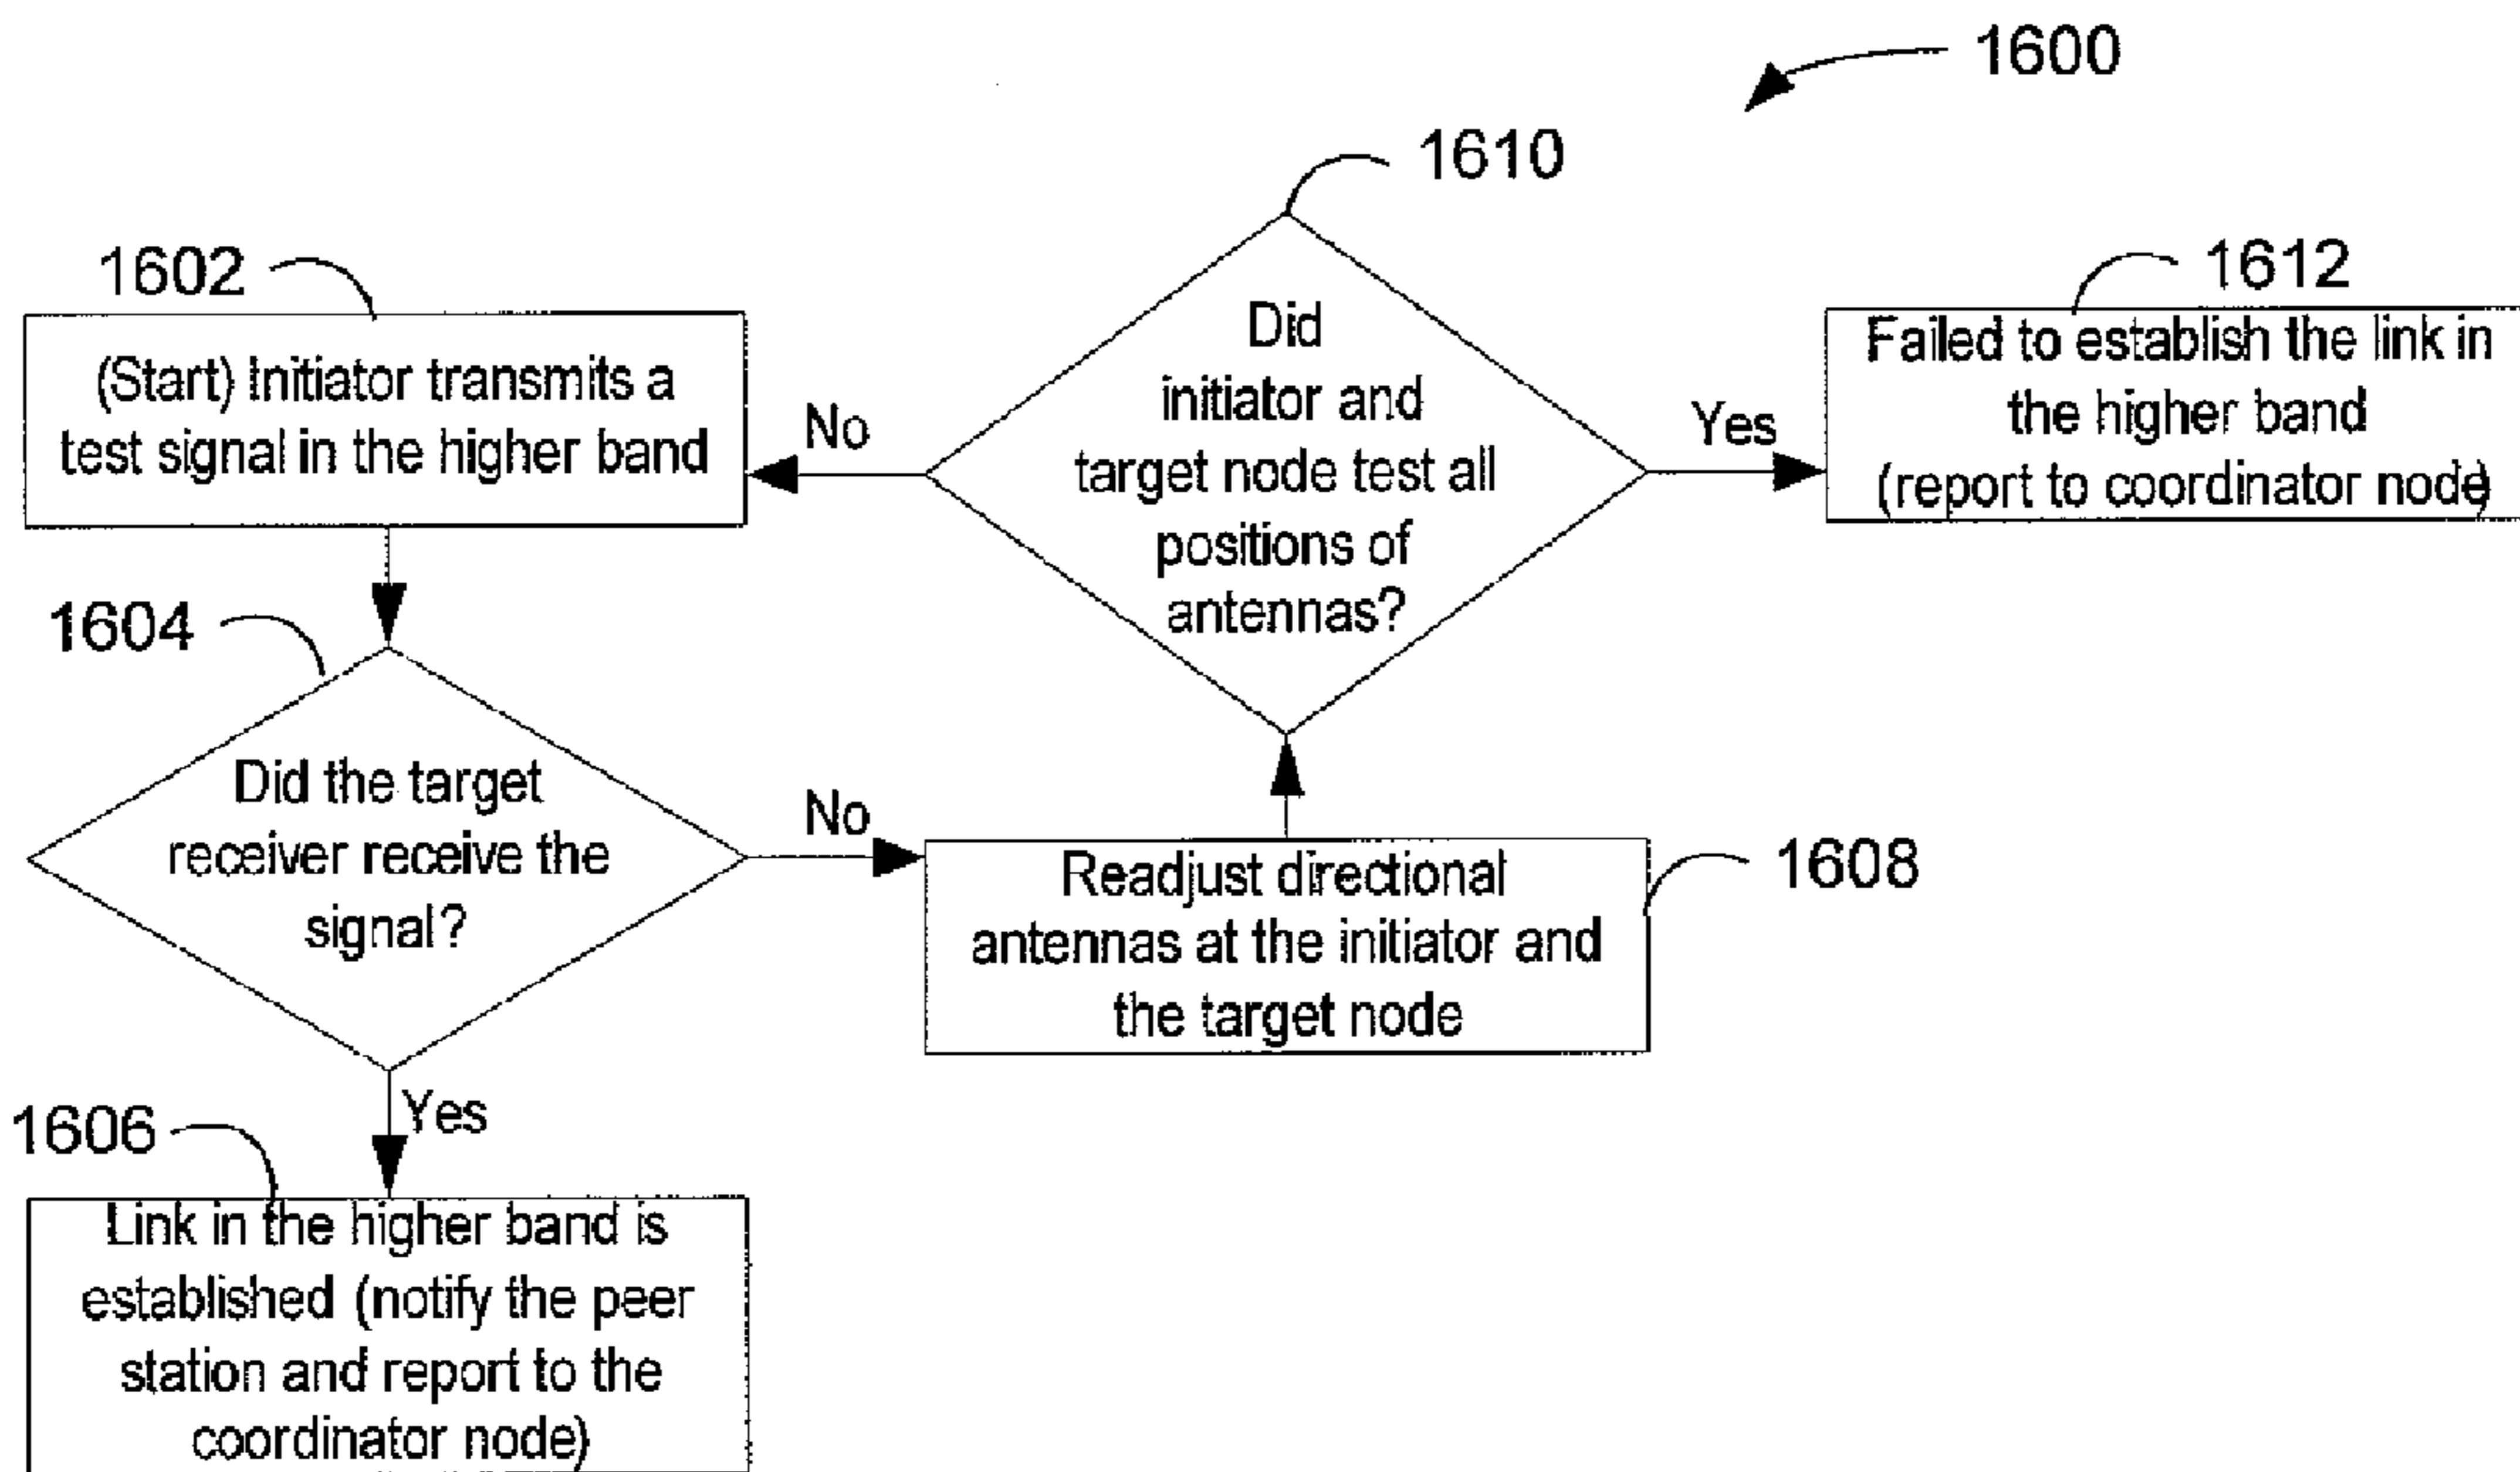 1600
1610
1602
1612
(Start) Initiator transmits a
test signal in the higher band
No
Did
initiator and
target node test all
positions of
antennas?
Yes
Failed to establish the link in
the higher band
(report to coordinator node)
1604
Did the target
receiver receive the
signal?
No
Readjust directional
antennas at the initiator and
the target node
1608
Yes
1606
Link in the higher band is
established (notify the peer
station and report to the
coordinator node)